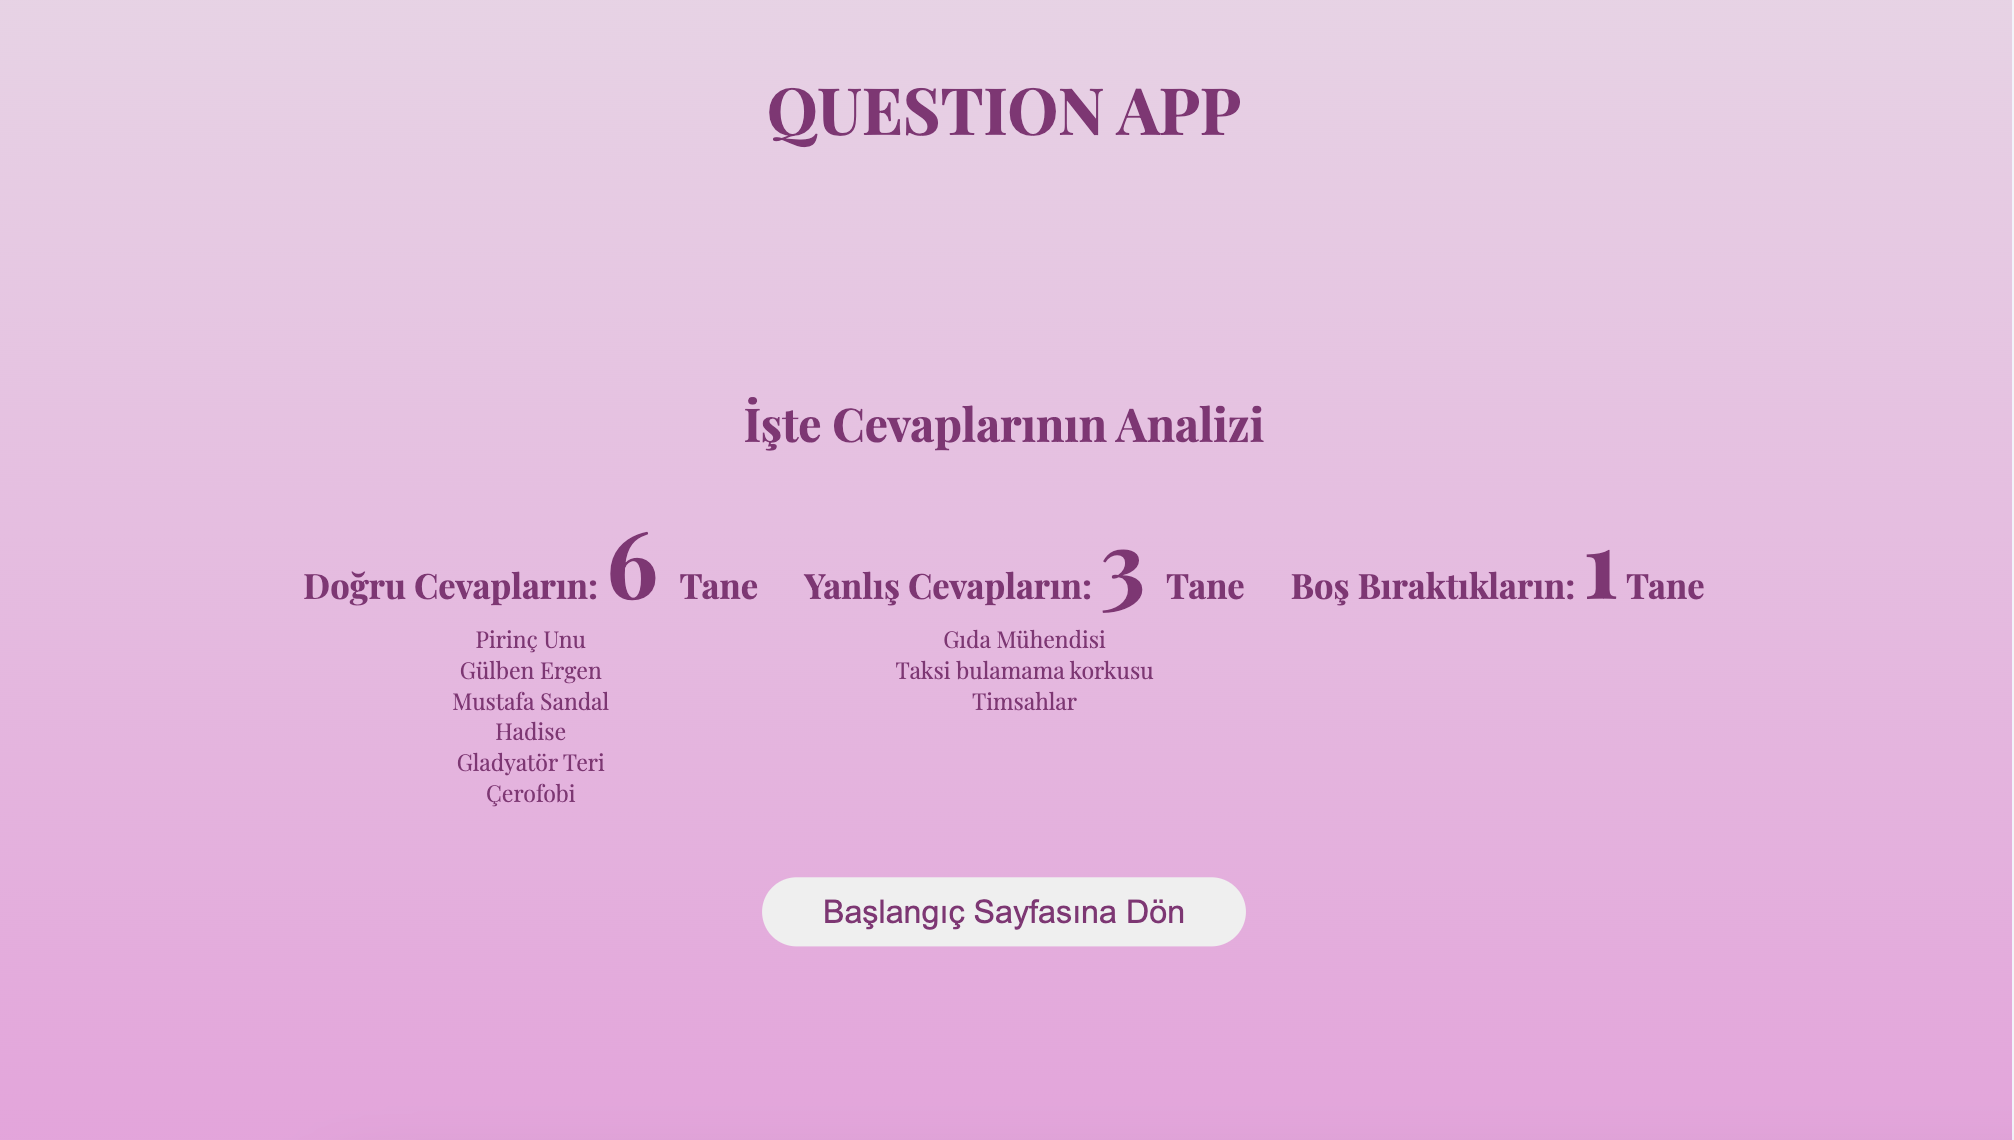 QUESTION APP
İşte Cevaplarının Analizi
Doğru Cevapların: 6 Tane
Pirinç Unu
Gülben Ergen
Mustafa Sandal
Hadise
Gladyatör Teri
Çerofobi
Yanlış Cevapların: 3 Tane
Gıda Mühendisi
Taksi bulamama korkusu
Timsahlar
Boş Bıraktıkların: 1 Tane
Başlangıç Sayfasına Dön